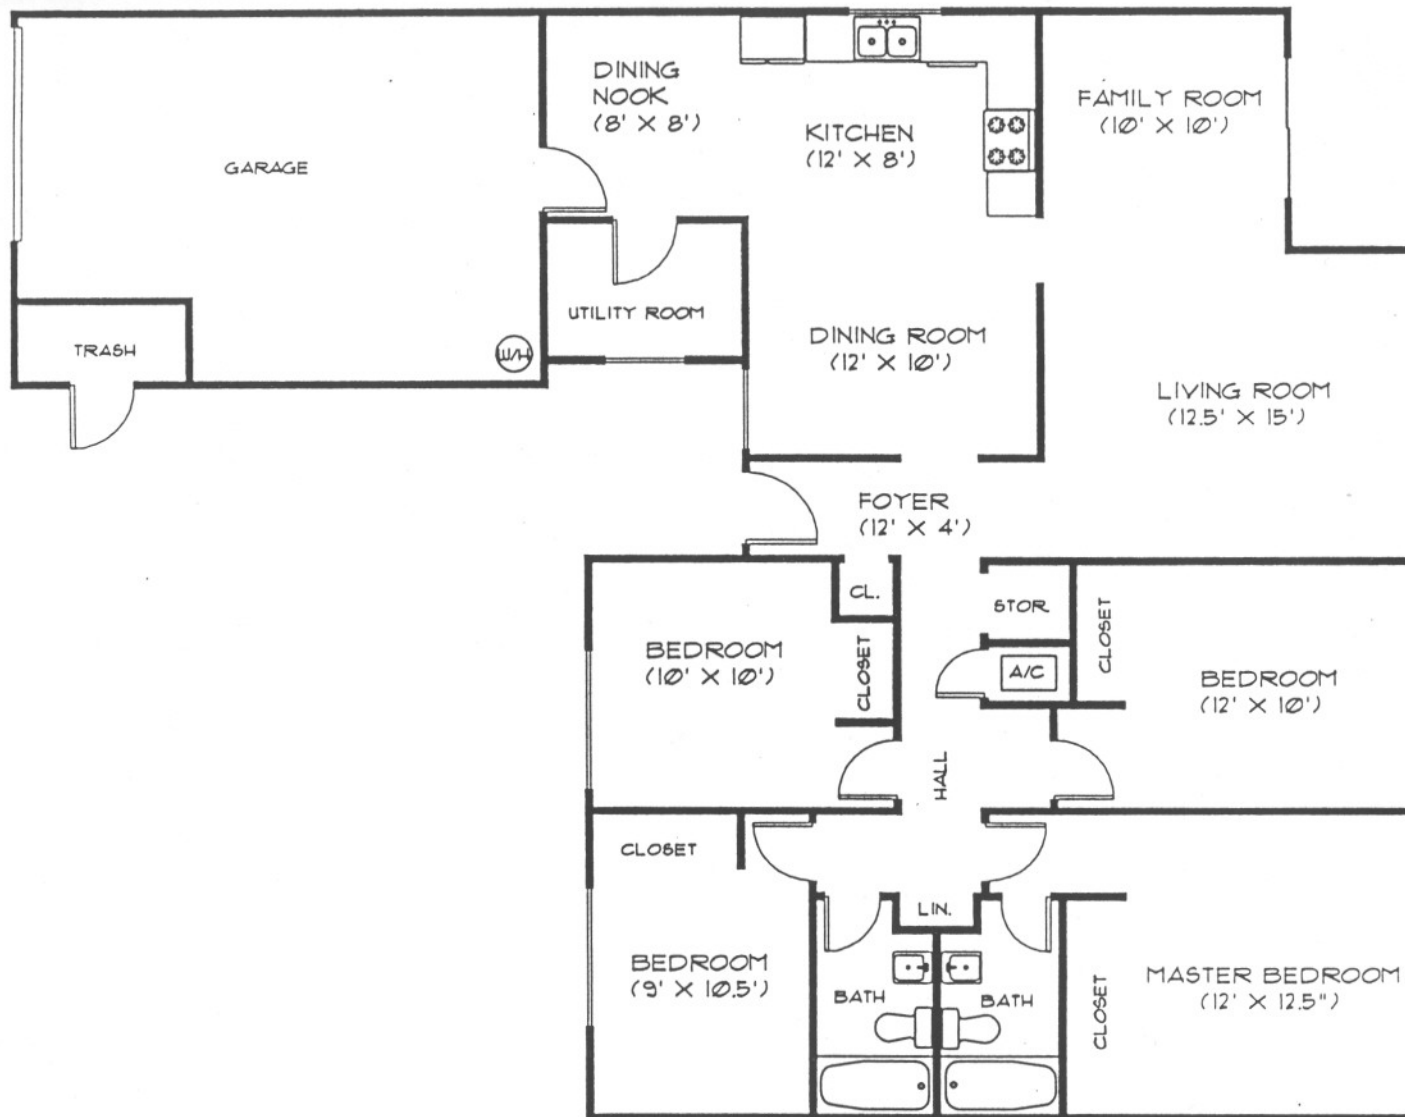 DINING
NOOK
(8' X 8')
KITCHEN
(12' X 8')
FAMILY ROOM
(10' X 10')
GARAGE
UTILITY ROOM
TRASH
W/H
DINING ROOM
(12' X 10')
LIVING ROOM
(12.5' X 15')
FOYER
(12' X 4')
CL.
STOR.
CLOSET
BEDROOM
(10' X 10')
CLOSET
A/C
BEDROOM
(12' X 10')
HALL
CLOSET
LIN.
BEDROOM
(9' X 10.5')
BATH
BATH
CLOSET
MASTER BEDROOM
(12' X 12.5")